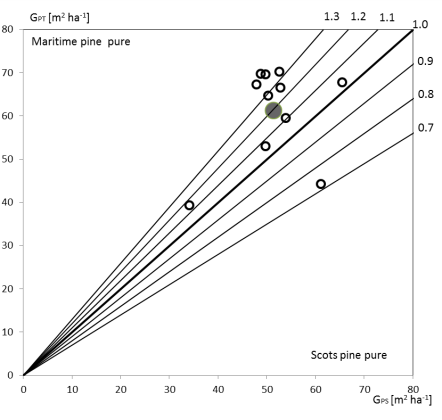 G_PT [m² ha⁻¹]
1.3 1.2 1.1 1.0
80
Maritime pine pure
0.9
70
0.8
60
0.7
50
40
30
20
10
Scots pine pure
0
0 10 20 30 40 50 60 70 80
G_PS [m² ha⁻¹]